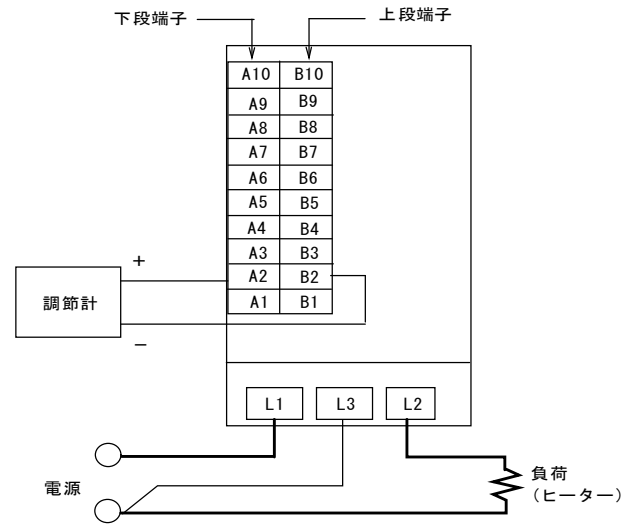 下段端子 上段端子
A10 B10
A9 B9
A8 B8
A7 B7
A6 B6
A5 B5
A4 B4
A3 B3
+
A2 B2
調節計
A1 B1
−
L1 L3 L2
電源
負荷
(ヒーター)